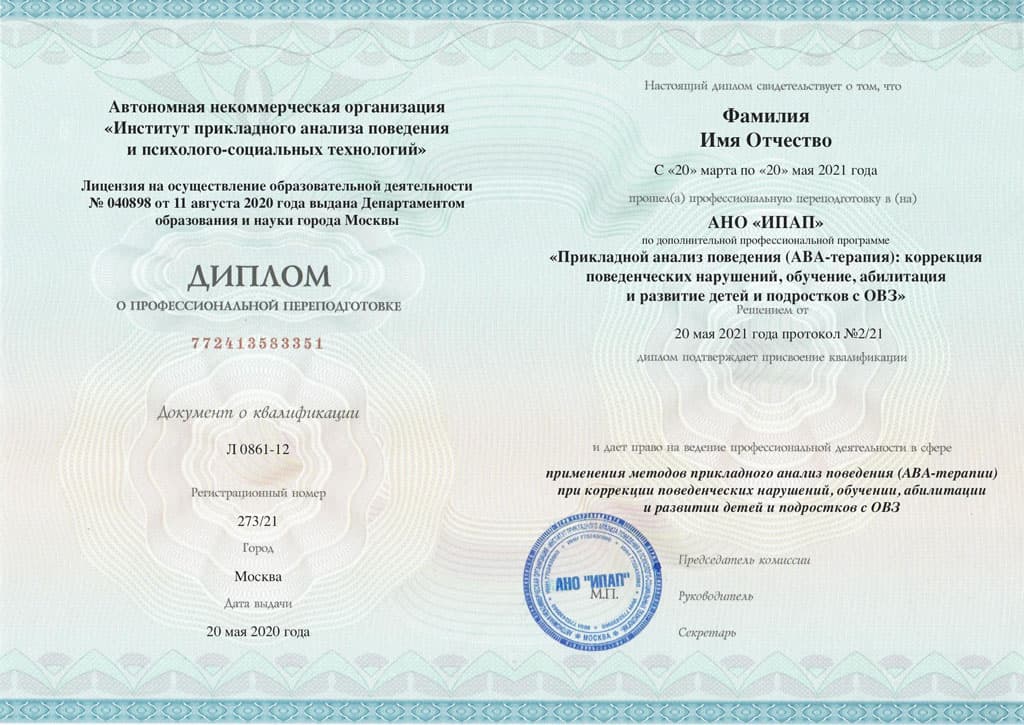 Автономная некоммерческая организация
«Институт прикладного анализа поведения
и психолого-социальных технологий»
Лицензия на осуществление образовательной деятельности
№ 040898 от 11 августа 2020 года выдана Департаментом
образования и науки города Москвы
ДИПЛОМ
О ПРОФЕССИОНАЛЬНОЙ ПЕРЕПОДГОТОВКЕ
772413583351
Документ о квалификации
Л 0861-12
Регистрационный номер
273/21
Город
Москва
Дата выдачи
20 мая 2020 года
Настоящий диплом свидетельствует о том, что
Фамилия
Имя Отчество
С «20» марта по «20» мая 2021 года
прошел(а) профессиональную переподготовку в (на)
АНО «ИПАП»
по дополнительной профессиональной программе
«Прикладной анализ поведения (АВА-терапия): коррекция
поведенческих нарушений, обучение, абилитация
и развитие детей и подростков с ОВЗ»
Решением от
20 мая 2021 года протокол №2/21
диплом подтверждает присвоение квалификации
и дает право на ведение профессиональной деятельности в сфере
применения методов прикладного анализ поведения (АВА-терапии)
при коррекции поведенческих нарушений, обучении, абилитации
и развитии детей и подростков с ОВЗ
АНО "ИПАП"
М.П.
МОСКВА
Председатель комиссии
Руководитель
Секретарь